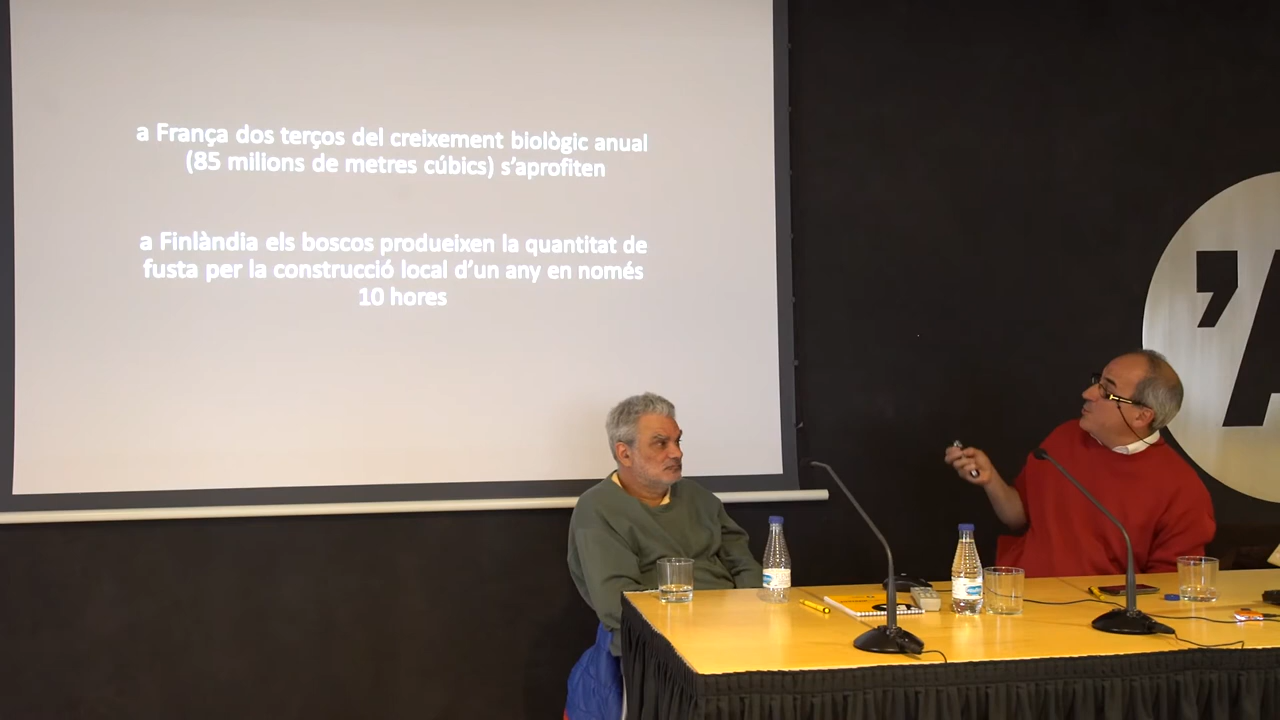 a França dos terços del creixement biològic anual
(85 milions de metres cúbics) s'aprofiten
a Finlàndia els boscos produeixen la quantitat de
fusta per la construcció local d'un any en només
10 hores
'A